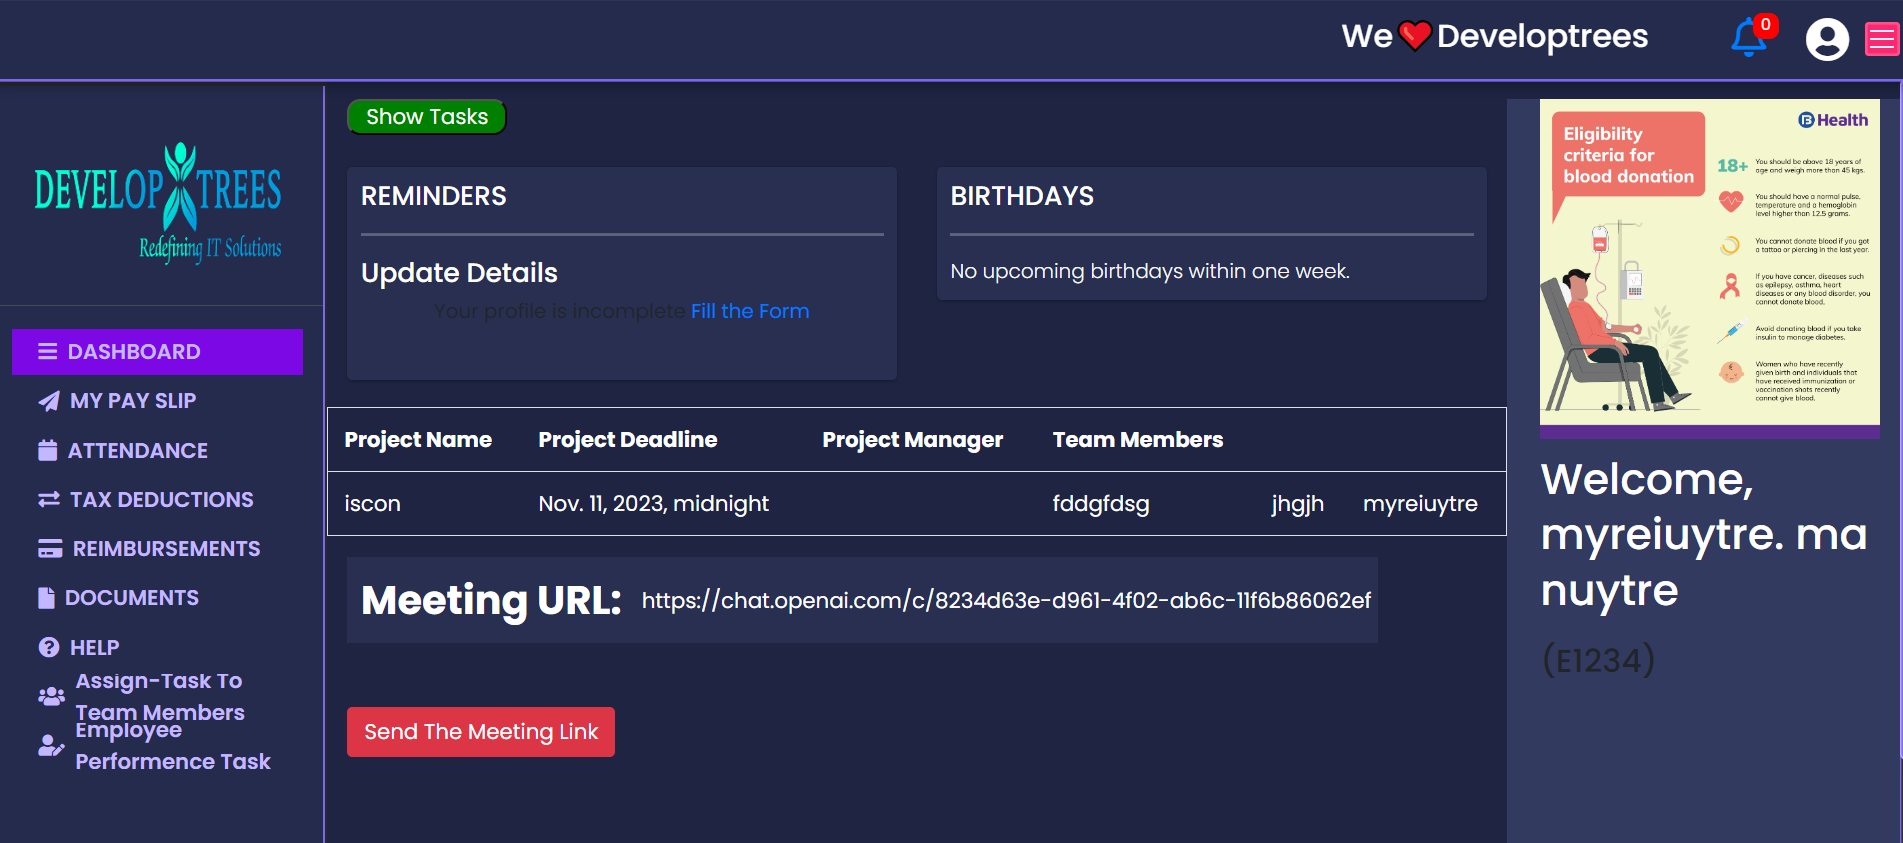 We ❤ Developtrees
0
DEVELOP TREES
Redefining IT Solutions
DASHBOARD
MY PAY SLIP
ATTENDANCE
TAX DEDUCTIONS
REIMBURSEMENTS
DOCUMENTS
HELP
Assign-Task To
Team Members
Employee
Performence Task
Show Tasks
REMINDERS
Update Details
Your profile is incomplete Fill the Form
BIRTHDAYS
No upcoming birthdays within one week.
Project Name Project Deadline Project Manager Team Members
iscon Nov. 11, 2023, midnight fddgfdsg jhgjh myreiuytre
Meeting URL: https://chat.openai.com/c/8234d63e-d961-4f02-ab6c-11f6b86062ef
Send The Meeting Link
Health
Eligibility
criteria for
blood donation
18+
You should be above 18 years of
age and weigh more than 45 kgs.
You should have a normal pulse,
temperature and a hemoglobin
level higher than 12.5 grams.
You cannot donate blood if you got
a tattoo or piercing in the last year.
If you have cancer, diseases such
as epilepsy, asthma, heart
diseases or any blood disorder, you
cannot donate blood.
Avoid donating blood if you take
insulin to manage diabetes.
Women who have recently
given birth and individuals that
have received immunization or
vaccination shots recently
cannot give blood.
Welcome,
myreiuytre. ma
nuytre
(E1234)